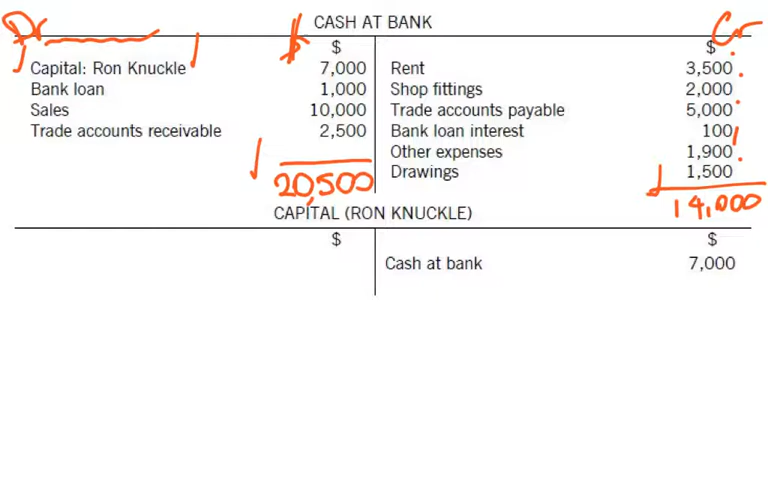 Dr Cr
CASH AT BANK
$ $
Capital: Ron Knuckle 7,000 Rent 3,500
Bank loan 1,000 Shop fittings 2,000
Sales 10,000 Trade accounts payable 5,000
Trade accounts receivable 2,500 Bank loan interest 100
Other expenses 1,900
Drawings 1,500
20,500 14,000
CAPITAL (RON KNUCKLE)
$ $
Cash at bank 7,000